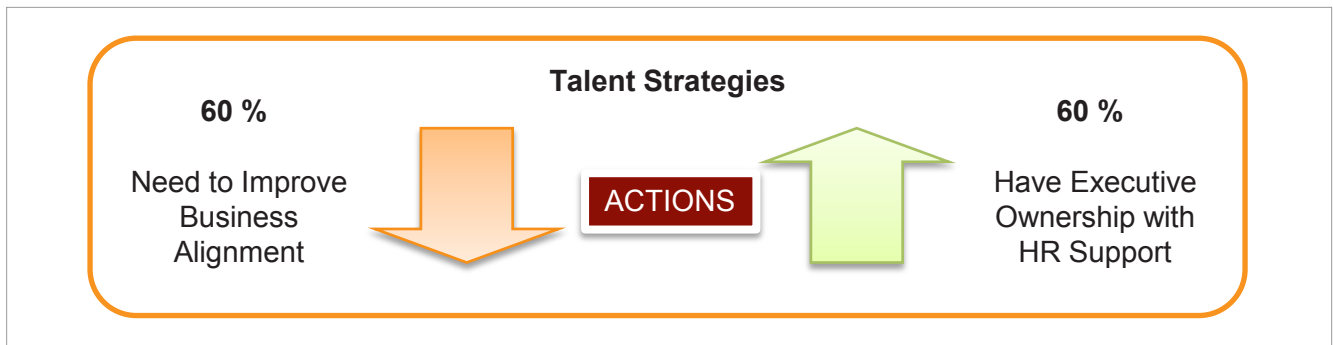 Talent Strategies
60 %
Need to Improve
Business
Alignment
ACTIONS
60 %
Have Executive
Ownership with
HR Support